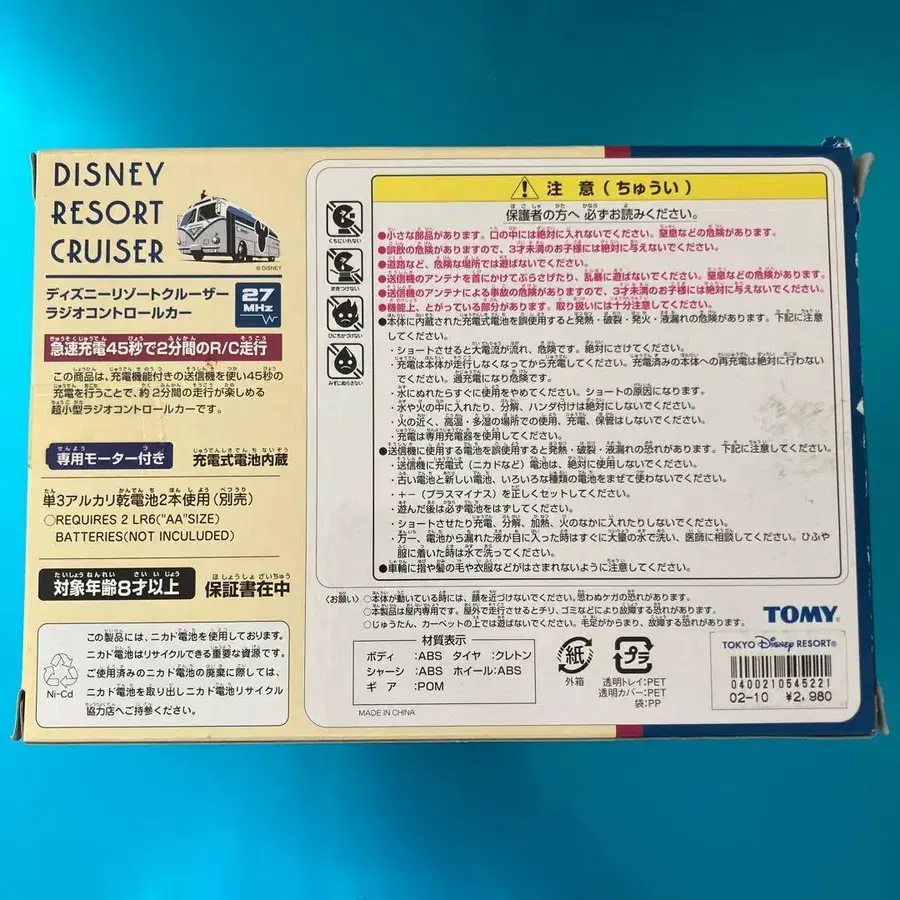 DISNEY
RESORT
CRUISER
© DISNEY
ディズニーリゾートクルーザー
ラジオコントロールカー
27
MHz
急速充電45秒で2分間のR/C走行
この商品は、充電機能付きの送信機を使い45秒の
充電を行うことで、約2分間の走行が楽しめる
超小型ラジオコントロールカーです。
専用モーター付き
充電式電池内蔵
単3アルカリ乾電池2本使用(別売)
○REQUIRES 2 LR6("AA"SIZE)
BATTERIES(NOT INCLUDED)
対象年齢8才以上
保証書在中
Ni-Cd
この製品には、ニカド電池を使用しております。
ニカド電池はリサイクルできる重要な資源です。
ご使用済みのニカド電池の廃棄に際しては、
ニカド電池を取り出しニカド電池リサイクル
協力店へご持参ください。
くちにいれない
まきつけない
ひにちかづけない
みずにぬらさない
注意(ちゅうい)
保護者の方へ 必ずお読みください。
●小さな部品があります。口の中には絶対に入れないでください。窒息などの危険があります。
●誤飲の危険がありますので、3才未満のお子様には絶対に与えないでください。
●道路など、危険な場所では遊ばないでください。
●送信機のアンテナを首にかけてぶらさげたり、乱暴に遊ばないでください。窒息などの危険があります。
●送信機のアンテナによる事故の危険がありますので、3才未満のお子様には絶対に与えないでください。
●機能上、とがっている部分があります。取り扱いには十分注意してください。
●本体に内蔵された充電式電池を誤使用すると発熱・破裂・発火・液漏れの危険があります。下記に注意
してください。
・ショートさせると大電流が流れ、危険です。絶対にさけてください。
・充電は本体が走行しなくなってから充電してください。充電済みの本体への再充電は絶対に行わない
でください。過充電になり危険です。
・水にぬれたらすぐに使用をやめてください。ショートの原因になります。
・水や火の中に入れたり、分解、ハンダ付けは絶対にしないでください。
・火の近く、高温・多湿の場所での使用、充電、保管はしないでください。
・充電は専用充電器を使用してください。
●送信機に使用する電池を誤使用すると発熱・破裂・液漏れの恐れがあります。下記に注意してください。
・送信機に充電式(ニカドなど)電池は、絶対に使用しないでください。
・古い電池と新しい電池、いろいろな種類の電池をまぜて使わないでください。
・+−(プラスマイナス)を正しくセットしてください。
・遊んだ後は必ず電池をはずしてください。
・ショートさせたり充電、分解、加熱、火のなかに入れたりしないでください。
・万一、電池から漏れた液が目に入った時はすぐに大量の水で洗い、医師に相談してください。ひふや
服に着いた時は水で洗ってください。
●車輪に指や髪の毛や衣服などがはさまれないように注意してください。
〈お願い〉○本体が動いている時には、顔を近づけないでください。思わぬケガの恐れがあります。
○本製品は屋内専用です。屋外で走行させるとチリ、ゴミなどにより故障する恐れがあります。
○じゅうたん、カーペットの上では遊ばないでください。毛足がからまり、故障する恐れがあります。
材質表示
ボディ :ABS タイヤ :クレトン
シャーシ :ABS ホイール:ABS
ギア :POM
MADE IN CHINA
紙
外箱
プラ
透明トレイ:PET
透明カバー:PET
袋:PP
TOMY
TOKYO Disney RESORT®
0400210545221
02-10 ¥2,980